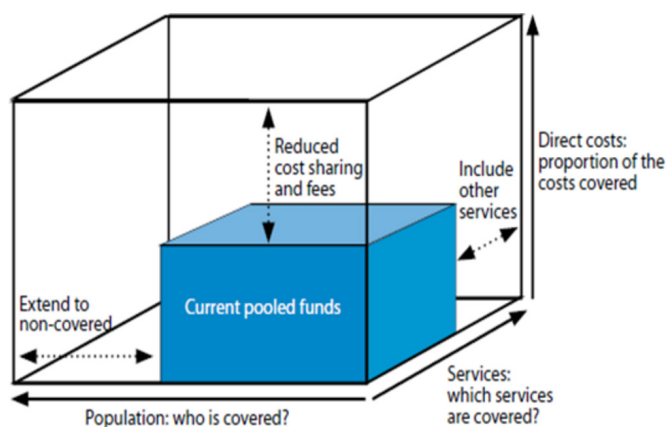 Reduced
cost sharing
and fees
Include
other
services
Direct costs:
proportion of the
costs covered
Extend to
non-covered
Current pooled funds
Population: who is covered?
Services:
which services
are covered?